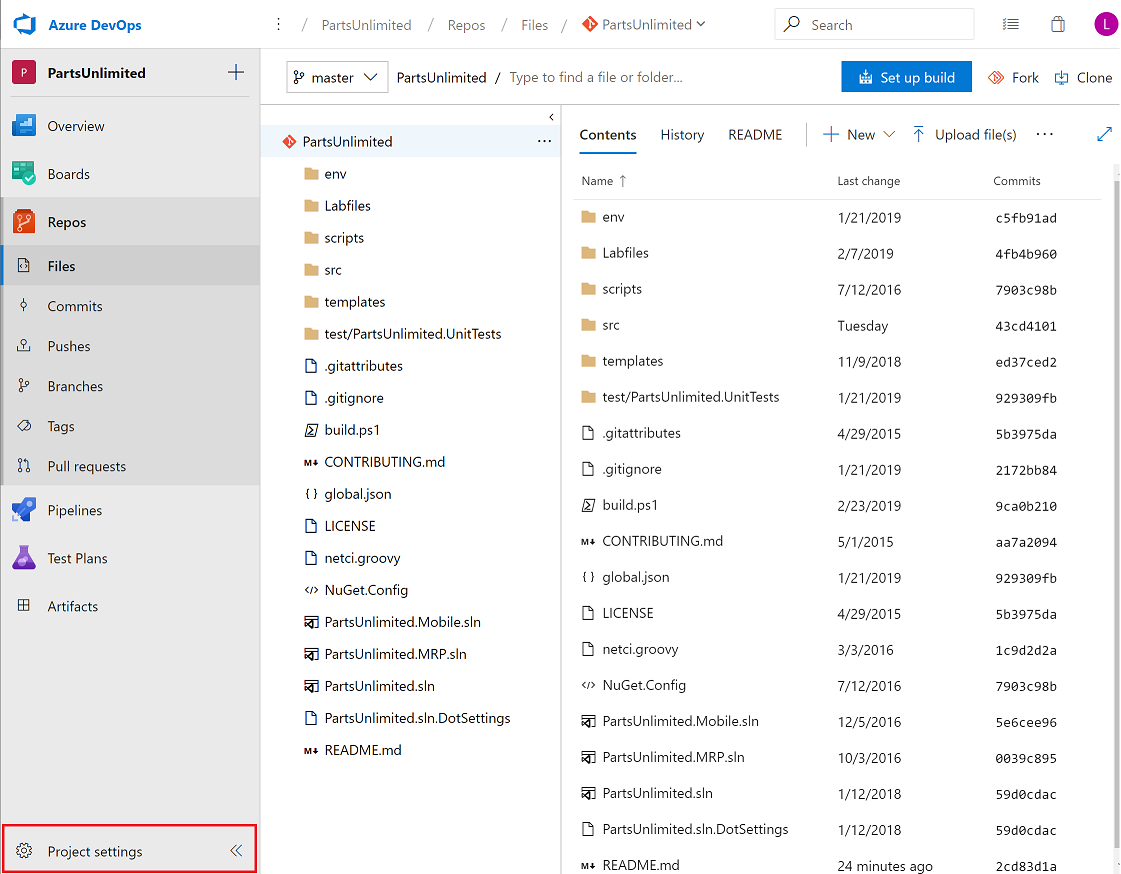 Azure DevOps
/ PartsUnlimited / Repos / Files / PartsUnlimited
Search
L
P PartsUnlimited
master PartsUnlimited / Type to find a file or folder...
Set up build Fork Clone
Overview
Boards
Repos
Files
Commits
Pushes
Branches
Tags
Pull requests
Pipelines
Test Plans
Artifacts
Project settings
PartsUnlimited
env
Labfiles
scripts
src
templates
test/PartsUnlimited.UnitTests
.gitattributes
.gitignore
build.ps1
M↓ CONTRIBUTING.md
{ } global.json
LICENSE
netci.groovy
</> NuGet.Config
PartsUnlimited.Mobile.sln
PartsUnlimited.MRP.sln
PartsUnlimited.sln
PartsUnlimited.sln.DotSettings
M↓ README.md
Contents History README New Upload file(s)
Name ↑ Last change Commits
env 1/21/2019 c5fb91ad
Labfiles 2/7/2019 4fb4b960
scripts 7/12/2016 7903c98b
src Tuesday 43cd4101
templates 11/9/2018 ed37ced2
test/PartsUnlimited.UnitTests 1/21/2019 929309fb
.gitattributes 4/29/2015 5b3975da
.gitignore 1/21/2019 2172bb84
build.ps1 2/23/2019 9ca0b210
M↓ CONTRIBUTING.md 5/1/2015 aa7a2094
{ } global.json 1/21/2019 929309fb
LICENSE 4/29/2015 5b3975da
netci.groovy 3/3/2016 1c9d2d2a
</> NuGet.Config 7/12/2016 7903c98b
PartsUnlimited.Mobile.sln 12/5/2016 5e6cee96
PartsUnlimited.MRP.sln 10/3/2016 0039c895
PartsUnlimited.sln 1/12/2018 59d0cdac
PartsUnlimited.sln.DotSettings 1/12/2018 59d0cdac
M↓ README.md 24 minutes ago 2cd83d1a